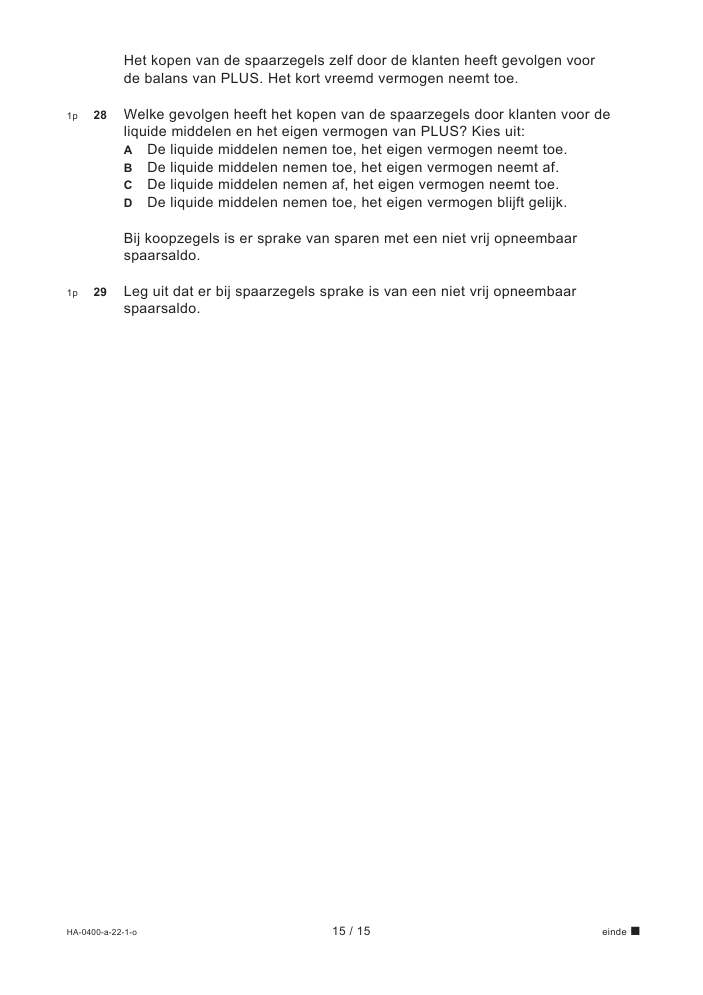 Het kopen van de spaarzegels zelf door de klanten heeft gevolgen voor
de balans van PLUS. Het kort vreemd vermogen neemt toe.
1p 28 Welke gevolgen heeft het kopen van de spaarzegels door klanten voor de
liquide middelen en het eigen vermogen van PLUS? Kies uit:
A De liquide middelen nemen toe, het eigen vermogen neemt toe.
B De liquide middelen nemen toe, het eigen vermogen neemt af.
C De liquide middelen nemen af, het eigen vermogen neemt toe.
D De liquide middelen nemen toe, het eigen vermogen blijft gelijk.
Bij koopzegels is er sprake van sparen met een niet vrij opneembaar
spaarsaldo.
1p 29 Leg uit dat er bij spaarzegels sprake is van een niet vrij opneembaar
spaarsaldo.
HA-0400-a-22-1-o 15 / 15 einde ■